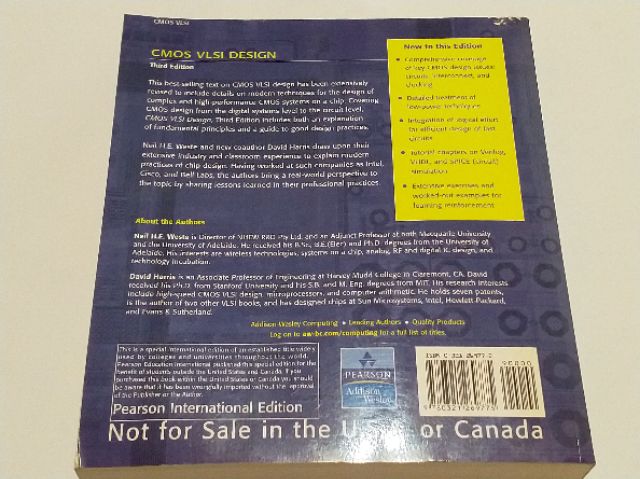 CMOS VLSI
CMOS VLSI DESIGN
Third Edition
This best-selling text on CMOS VLSI design has been extensively
revised to include details on modern techniques for the design of
complex and high performance CMOS systems on a chip. Covering
CMOS design from the digital systems level to the circuit level,
CMOS VLSI Design, Third Edition includes both an explanation
of fundamental principles and a guide to good design practices.
Neil H.E. Weste and new coauthor David Harris draw upon their
extensive industry and classroom experience to explain modern
practices of chip design. Having worked at such companies as Intel,
Cisco, and Bell Labs, the authors bring a real-world perspective to
the topic by sharing lessons learned in their professional practices.
New in this Edition
• Comprehensive coverage
of key CMOS design issues:
circuits, interconnect, and
clocking
• Detailed treatment of
low-power techniques
• Integration of logical effort
for efficient design of fast
circuits
• Tutorial chapters on Verilog,
VHDL, and SPICE (circuit)
simulation
• Extensive exercises and
worked-out examples for
learning reinforcement
About the Authors
Neil H.E. Weste is Director of Pty Ltd. and an Adjunct Professor at both Macquarie University
and the University of Adelaide. He received his B.Sc., B.E.(Elec) and Ph.D. degrees from the University of
Adelaide. His interests are wireless technologies, systems on a chip, analog, RF and digital IC design, and
technology incubation.
David Harris is an Associate Professor of Engineering at Harvey Mudd College in Claremont, CA. David
received his Ph.D. from Stanford University and his S.B. and M. Eng. degrees from MIT. His research interests
include high-speed CMOS VLSI design, microprocessors, and computer arithmetic. He holds seven patents,
is the author of two other VLSI books, and has designed chips at Sun Microsystems, Intel, Hewlett-Packard,
and Evans & Sutherland.
Addison Wesley Computing • Leading Authors • Quality Products
Log on to aw-bc.com/computing for a full list of titles.
This is a special international edition of an established title widely
used by colleges and universities throughout the world.
Pearson Education International published this special edition for the
benefit of students outside the United States and Canada. If you
purchased this book within the United States or Canada you should
be aware that it has been wrongfully imported without the approval
of the Publisher or the Author.
Pearson International Edition
PEARSON
Addison
Wesley
ISBN 0-321-26977-2
90000
9 780321 269775
Not for Sale in the U or Canada